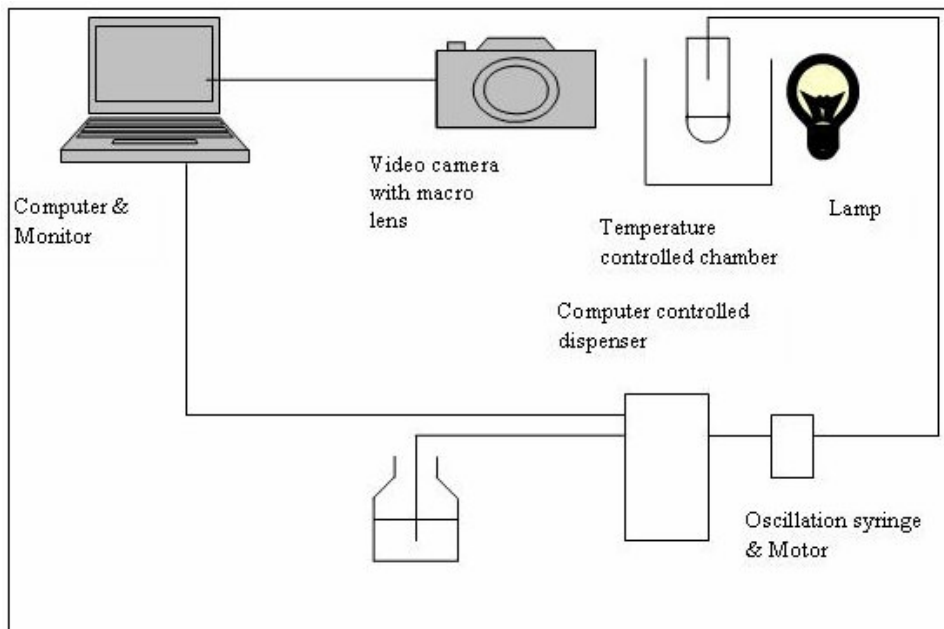 Computer &
Monitor
Video camera
with macro
lens
Temperature
controlled chamber
Lamp
Computer controlled
dispenser
Oscillation syringe
& Motor